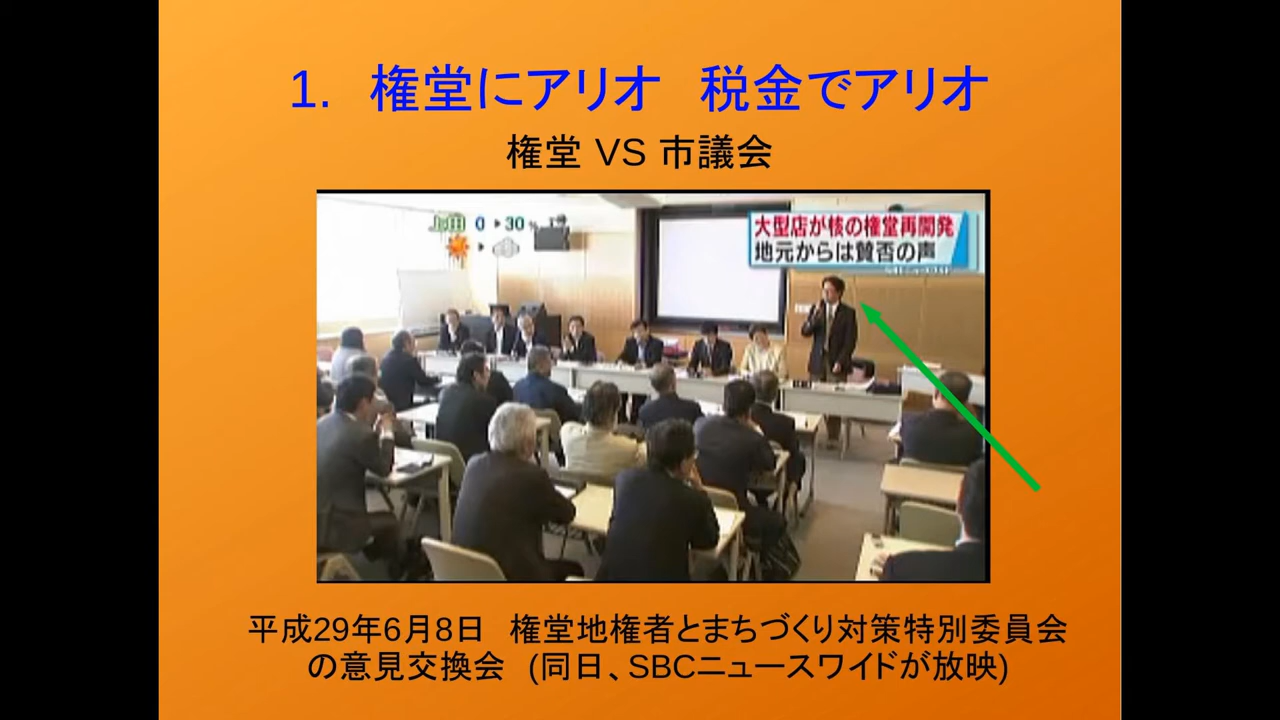 1. 権堂にアリオ 税金でアリオ
権堂 VS 市議会
上田 0 30%
大型店が核の権堂再開発
地元からは賛否の声
平成29年6月8日 権堂地権者とまちづくり対策特別委員会
の意見交換会 (同日、SBCニュースワイドが放映)